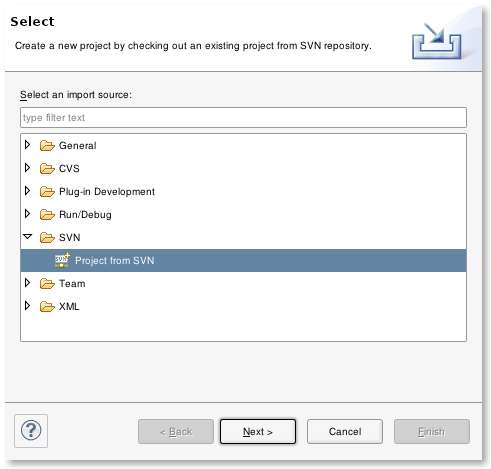 Select
Create a new project by checking out an existing project from SVN repository.
Select an import source:
type filter text
General
CVS
Plug-in Development
Run/Debug
SVN
Project from SVN
Team
XML
< Back
Next >
Cancel
Finish